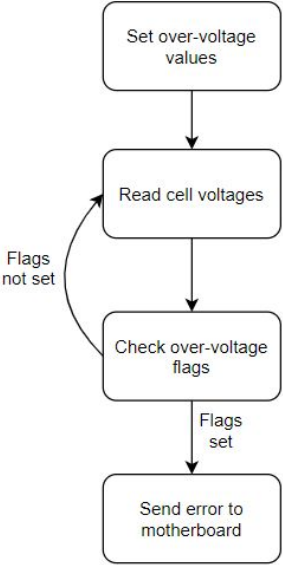 Set over-voltage
values
Read cell voltages
Flags
not set
Check over-voltage
flags
Flags
set
Send error to
motherboard